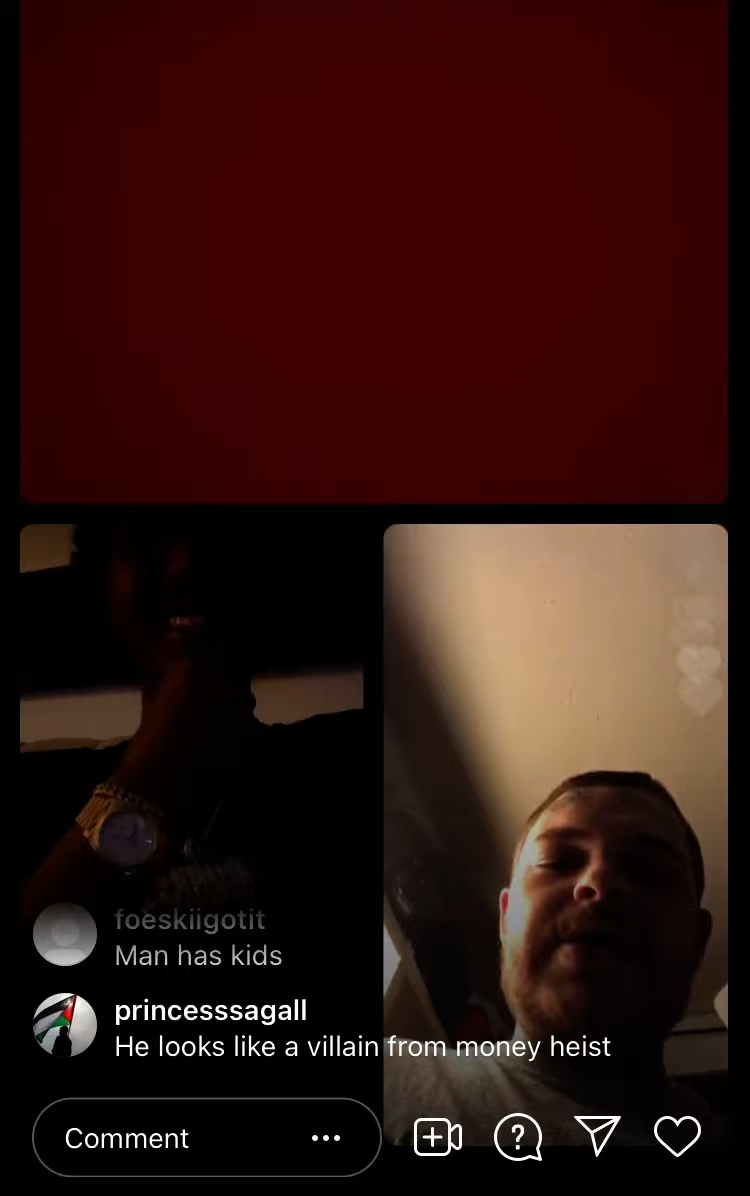 foeskiigotit
Man has kids
princesssagall
He looks like a villain from money heist
Comment